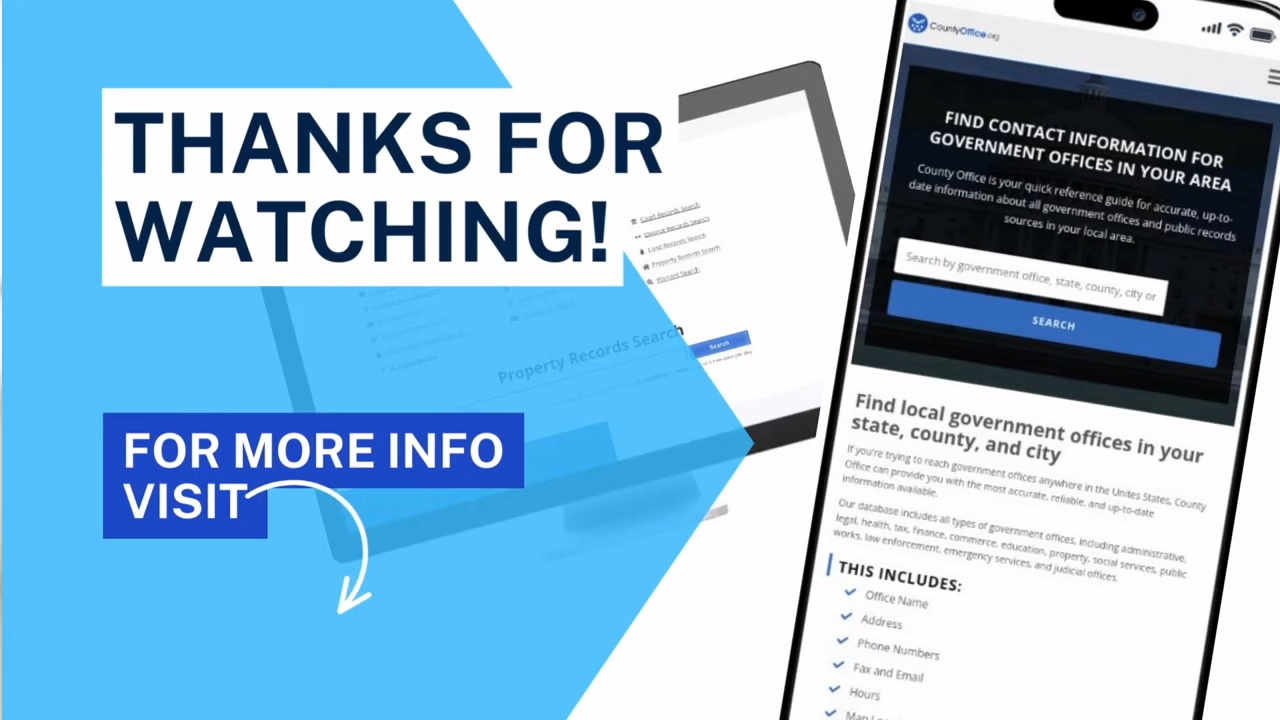 THANKS FOR
WATCHING!
FOR MORE INFO
VISIT
Court Records Search
Divorce Records Search
Land Records Search
Property Records Search
Warrant Search
Property Records Search
Search
CountyOffice.org
FIND CONTACT INFORMATION FOR
GOVERNMENT OFFICES IN YOUR AREA
County Office is your quick reference guide for accurate, up-to-
date information about all government offices and public records
sources in your local area.
Search by government office, state, county, city or
SEARCH
Find local government offices in your
state, county, and city
If you're trying to reach government offices anywhere in the Unites States, County
Office can provide you with the most accurate, reliable, and up-to-date
information available.
Our database includes all types of government offices, including administrative,
legal, health, tax, finance, commerce, education, property, social services, public
works, law enforcement, emergency services, and judicial offices.
THIS INCLUDES:
Office Name
Address
Phone Numbers
Fax and Email
Hours
Map